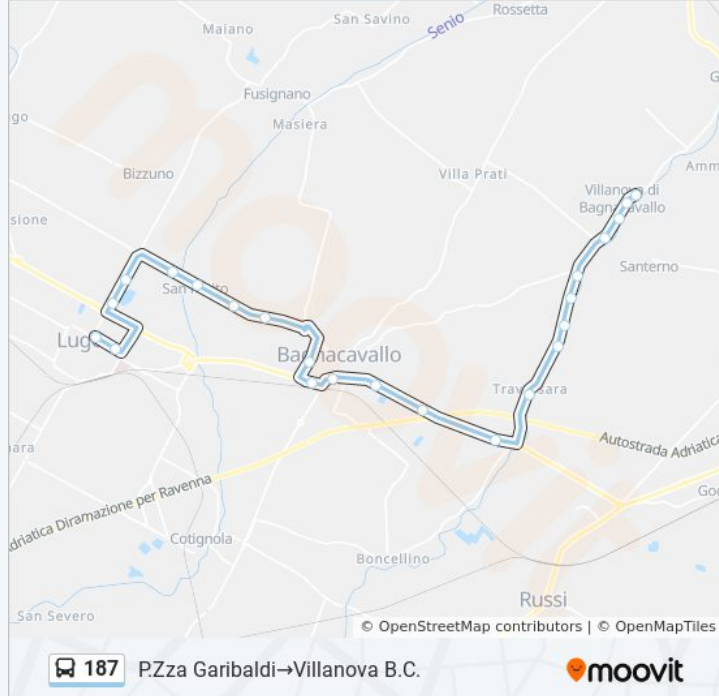 Rossetta
San Savino
Maiano
Senio
Fusignano
Masiera
Bizzuno
Villa Prati
Villanova di
Bagnacavallo
Santerno
Bagnacavallo
Autostrada Adriatica
Adriatica Diramazione per Ravenna
Cotignola
Boncellino
Russi
San Severo
© OpenStreetMap contributors | © OpenMapTiles
187 P.Zza Garibaldi→Villanova B.C.
moovit